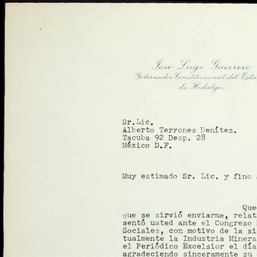 José Lugo Guerrero
Gobernador Constitucional del
de Hidalgo.
Sr.Lic.
Alberto Terrones Benítez.
Tacuba 92 Desp. 28
México D.F.
Muy estimado Sr. Lic. y fino
Que
que se sirvió enviarme, relat
sentó usted ante el Congreso
Sociales, con motivo de la si
tualmente la Industria Minera
el Periódico Excelsior el día
agradeciendo sinceramente su